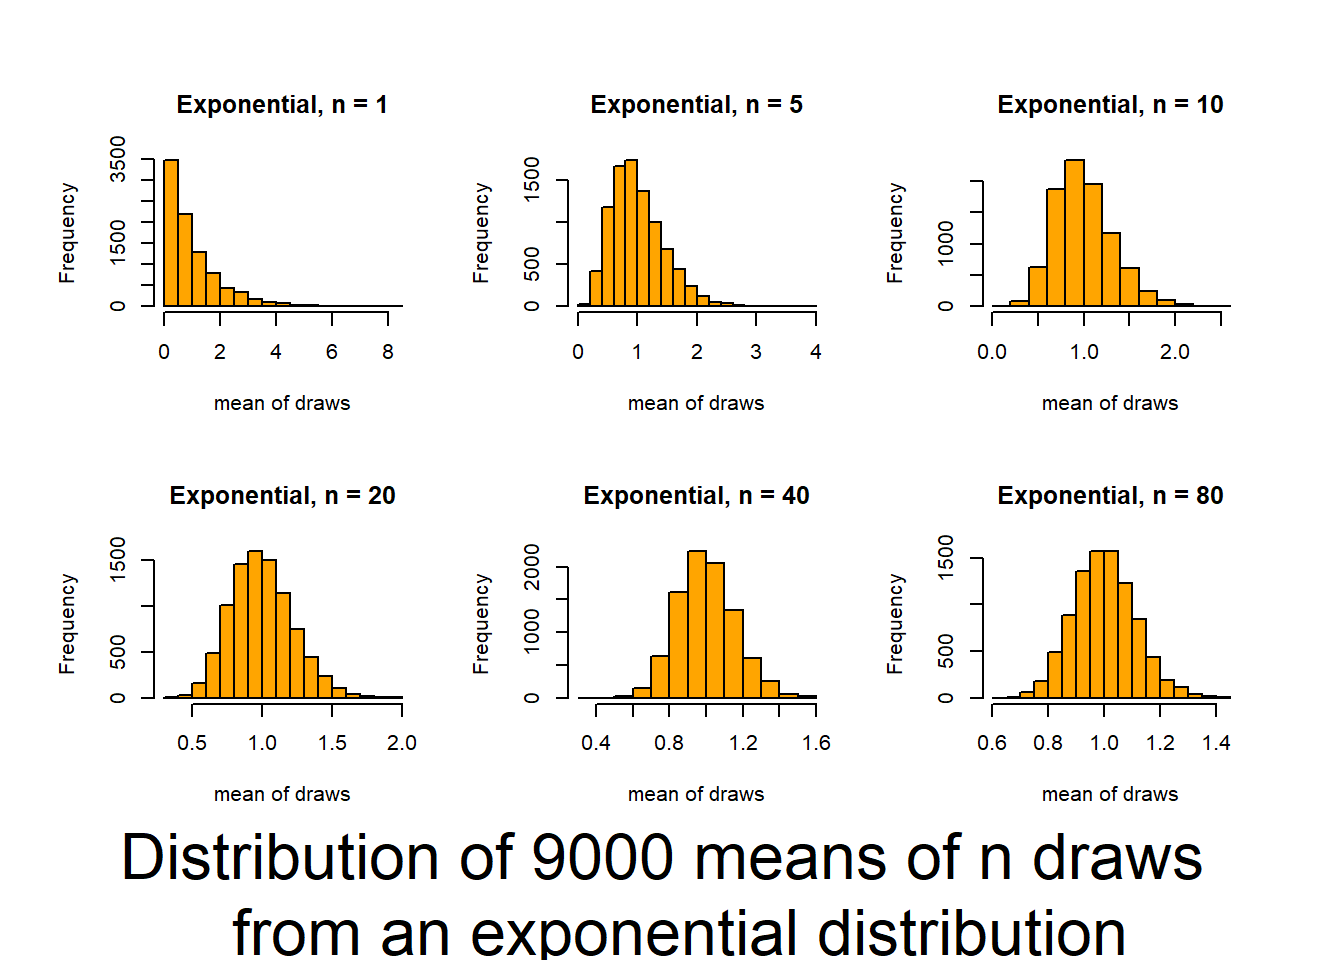 Exponential, n = 1
Frequency
0 1500 3500
0 2 4 6 8
mean of draws
Exponential, n = 5
Frequency
0 500 1500
0 1 2 3 4
mean of draws
Exponential, n = 10
Frequency
0 1000
0.0 1.0 2.0
mean of draws
Exponential, n = 20
Frequency
0 500 1500
0.5 1.0 1.5 2.0
mean of draws
Exponential, n = 40
Frequency
0 1000 2000
0.4 0.8 1.2 1.6
mean of draws
Exponential, n = 80
Frequency
0 500 1500
0.6 0.8 1.0 1.2 1.4
mean of draws
Distribution of 9000 means of n draws
from an exponential distribution